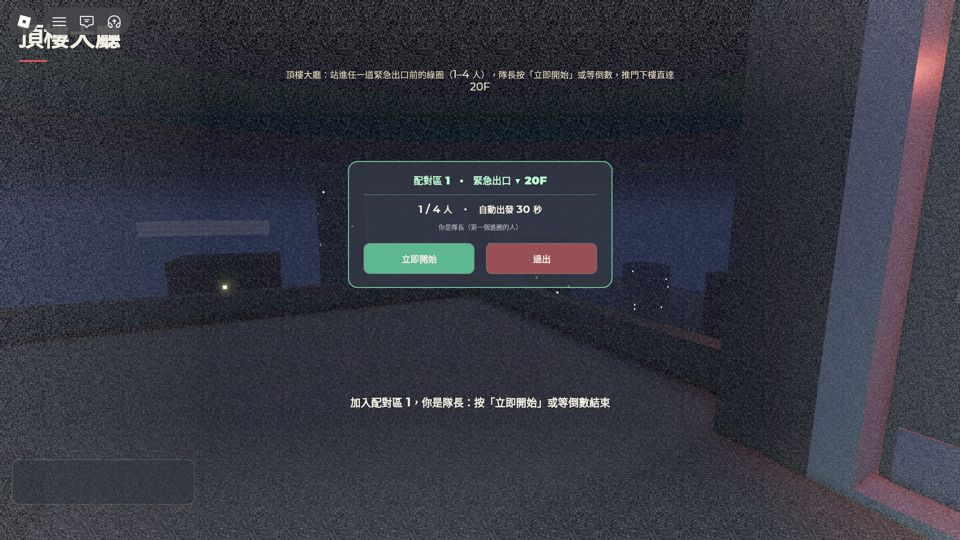 頂樓大廳
頂樓大廳：站進任一道緊急出口前的綠圈（1–4 人），隊長按「立即開始」或等倒數，推門下樓直達
20F
配對區 1 • 緊急出口 ▼ 20F
1 / 4 人 • 自動出發 30 秒
你是隊長（第一個進圈的人）
立即開始
退出
加入配對區 1，你是隊長：按「立即開始」或等倒數結束